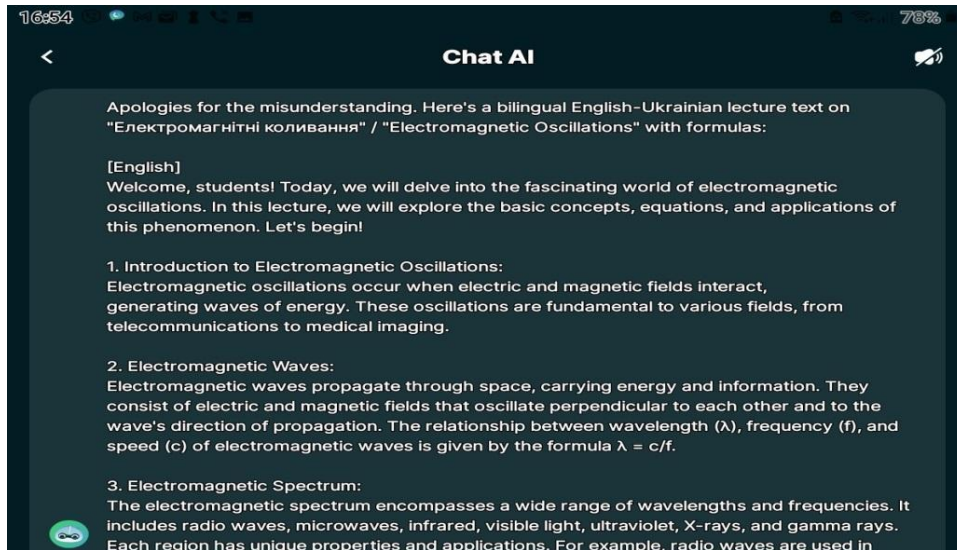 16:54
78%
Chat AI
Apologies for the misunderstanding. Here's a bilingual English-Ukrainian lecture text on
"Електромагнітні коливання" / "Electromagnetic Oscillations" with formulas:
[English]
Welcome, students! Today, we will delve into the fascinating world of electromagnetic
oscillations. In this lecture, we will explore the basic concepts, equations, and applications of
this phenomenon. Let's begin!
1. Introduction to Electromagnetic Oscillations:
Electromagnetic oscillations occur when electric and magnetic fields interact,
generating waves of energy. These oscillations are fundamental to various fields, from
telecommunications to medical imaging.
2. Electromagnetic Waves:
Electromagnetic waves propagate through space, carrying energy and information. They
consist of electric and magnetic fields that oscillate perpendicular to each other and to the
wave's direction of propagation. The relationship between wavelength (λ), frequency (f), and
speed (c) of electromagnetic waves is given by the formula λ = c/f.
3. Electromagnetic Spectrum:
The electromagnetic spectrum encompasses a wide range of wavelengths and frequencies. It
includes radio waves, microwaves, infrared, visible light, ultraviolet, X-rays, and gamma rays.
Each region has unique properties and applications. For example, radio waves are used in